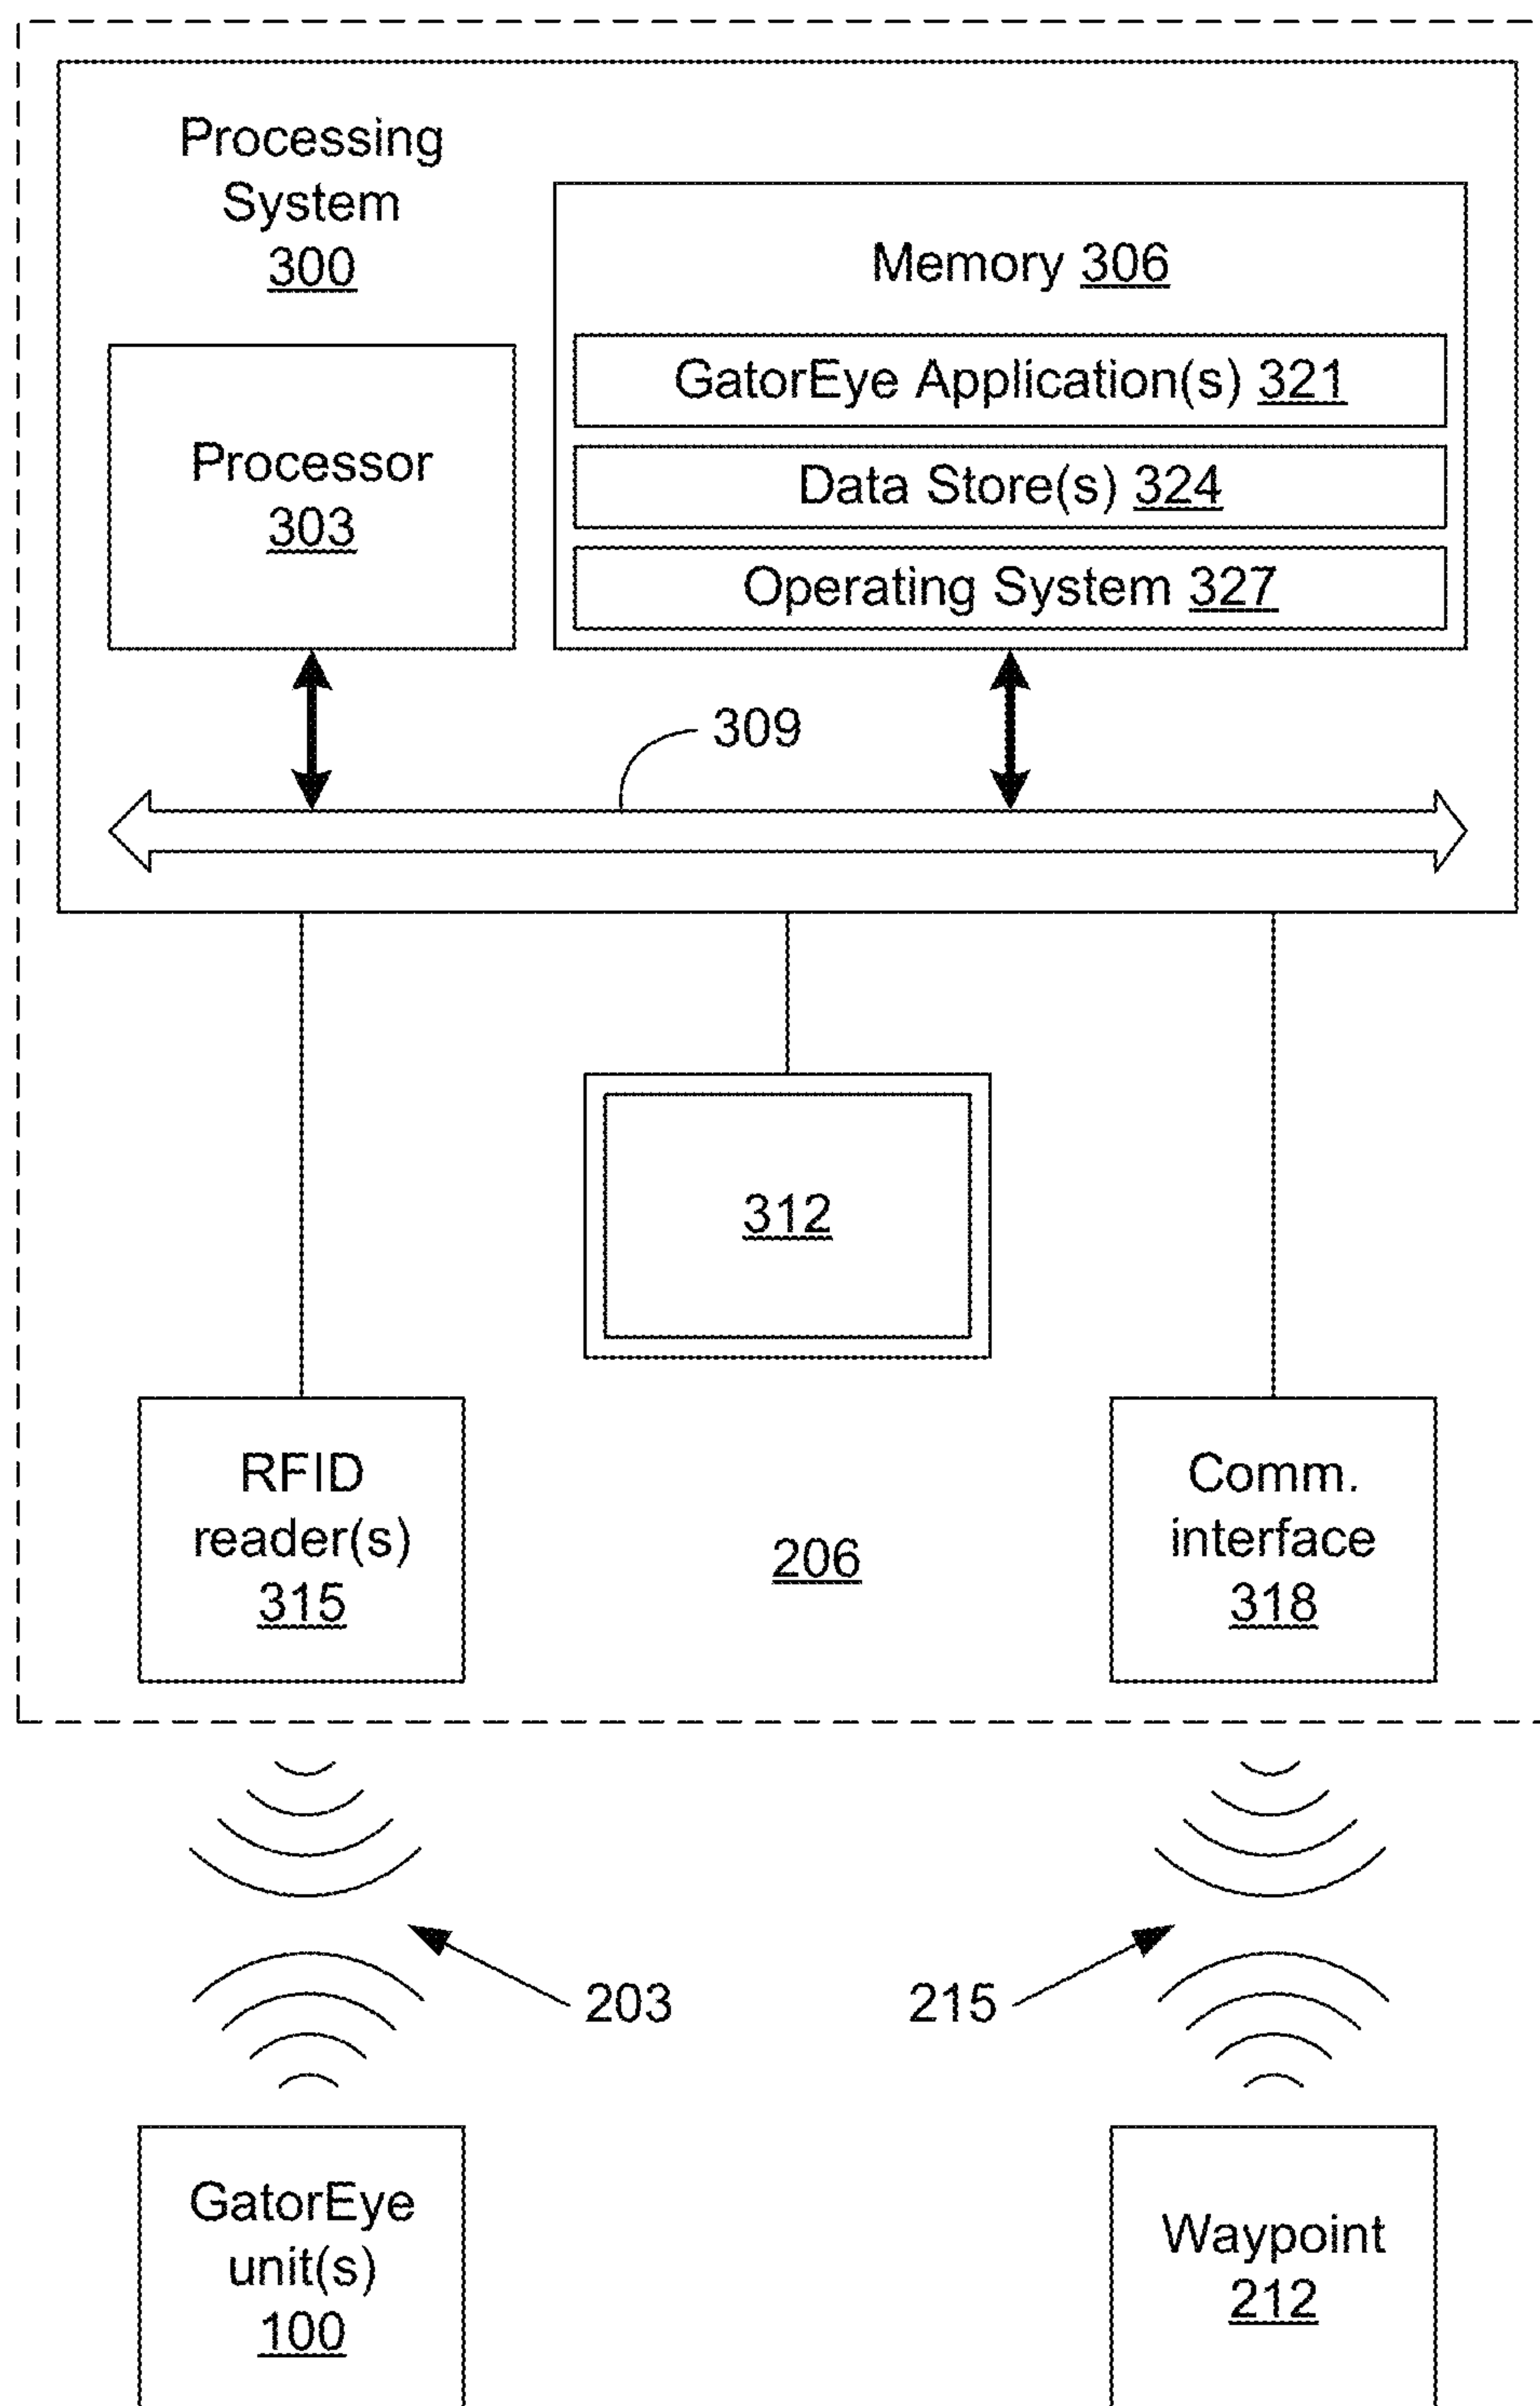 Processing
System
300
Memory 306
GatorEye Application(s) 321
Processor
303
Data Store(s) 324
Operating System 327
309
312
RFID
reader(s)
315
206
Comm.
interface
318
203
215
GatorEye
unit(s)
100
Waypoint
212